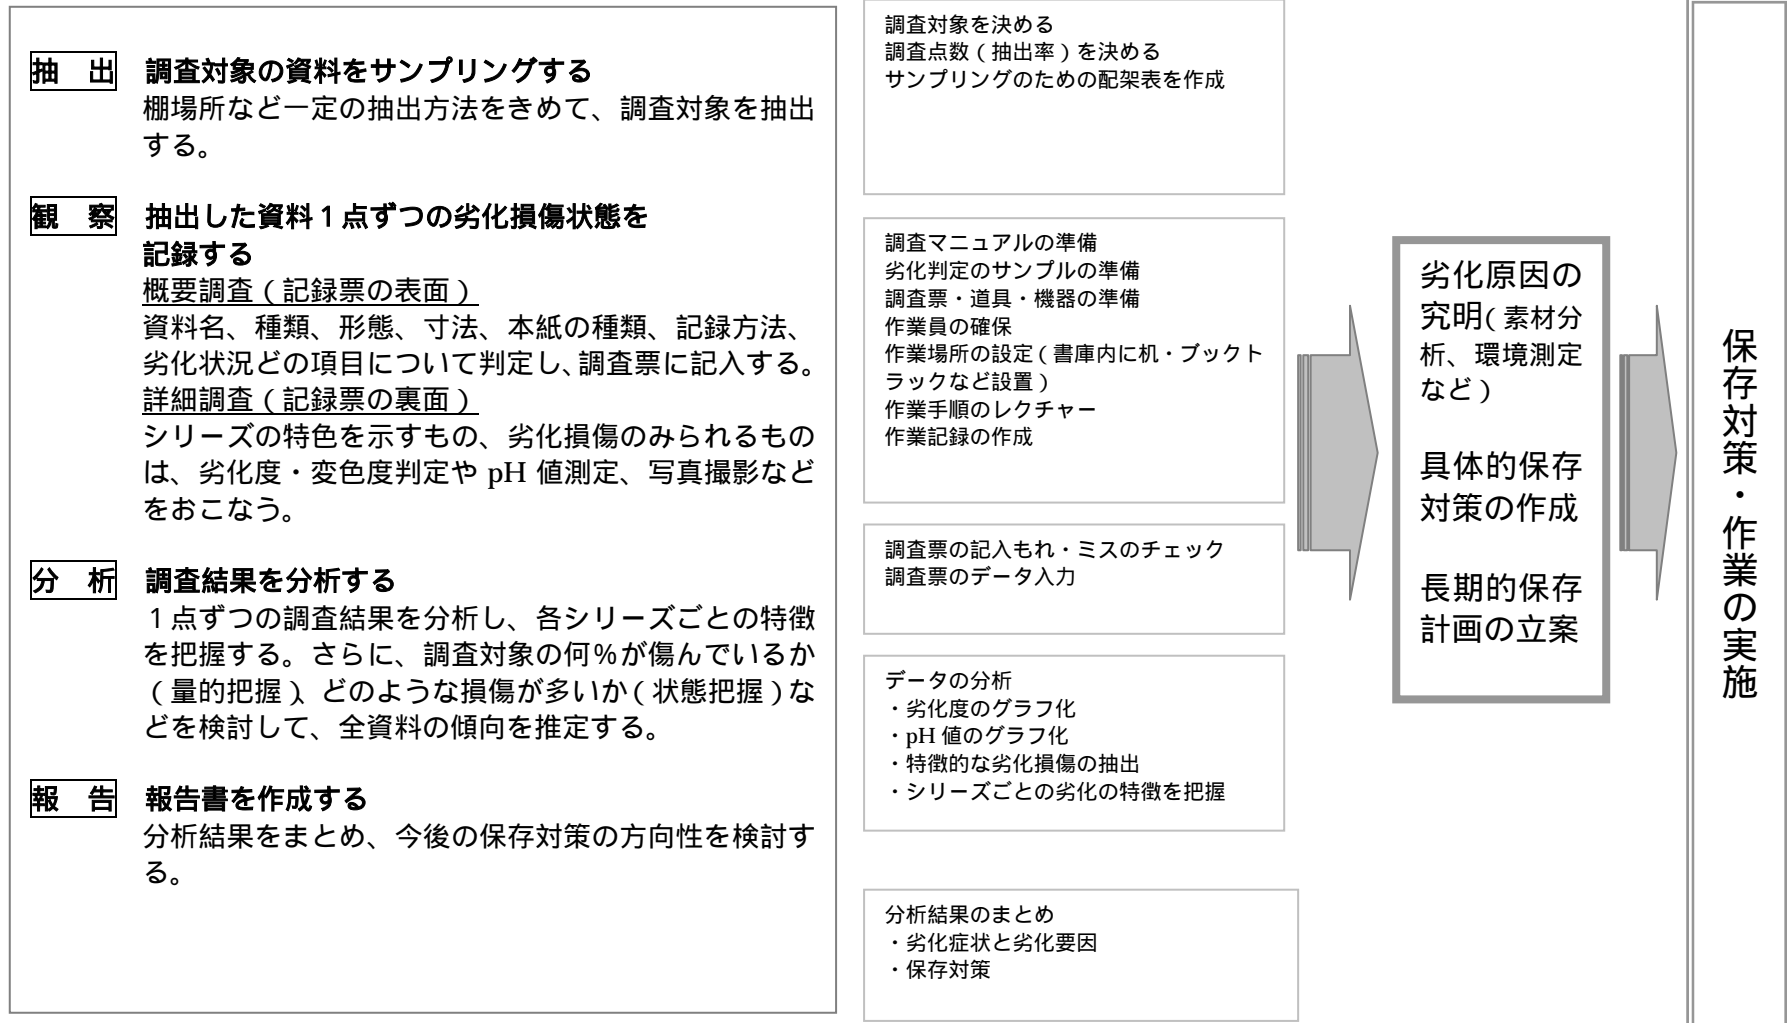 抽　出　調査対象の資料をサンプリングする
棚場所など一定の抽出方法をきめて、調査対象を抽出
する。
観　察　抽出した資料１点ずつの劣化損傷状態を
記録する
概要調査（記録票の表面）
資料名、種類、形態、寸法、本紙の種類、記録方法、
劣化状況どの項目について判定し、調査票に記入する。
詳細調査（記録票の裏面）
シリーズの特色を示すもの、劣化損傷のみられるもの
は、劣化度・変色度判定や pH 値測定、写真撮影など
をおこなう。
分　析　調査結果を分析する
１点ずつの調査結果を分析し、各シリーズごとの特徴
を把握する。さらに、調査対象の何％が傷んでいるか
（量的把握）、どのような損傷が多いか（状態把握）な
どを検討して、全資料の傾向を推定する。
報　告　報告書を作成する
分析結果をまとめ、今後の保存対策の方向性を検討す
る。
調査対象を決める
調査点数（抽出率）を決める
サンプリングのための配架表を作成
調査マニュアルの準備
劣化判定のサンプルの準備
調査票・道具・機器の準備
作業員の確保
作業場所の設定（書庫内に机・ブックト
ラックなど設置）
作業手順のレクチャー
作業記録の作成
調査票の記入もれ・ミスのチェック
調査票のデータ入力
データの分析
・劣化度のグラフ化
・pH 値のグラフ化
・特徴的な劣化損傷の抽出
・シリーズごとの劣化の特徴を把握
分析結果のまとめ
・劣化症状と劣化要因
・保存対策
劣化原因の
究明（素材分
析、環境測定
など）
具体的保存
対策の作成
長期的保存
計画の立案
保存対策・作業の実施